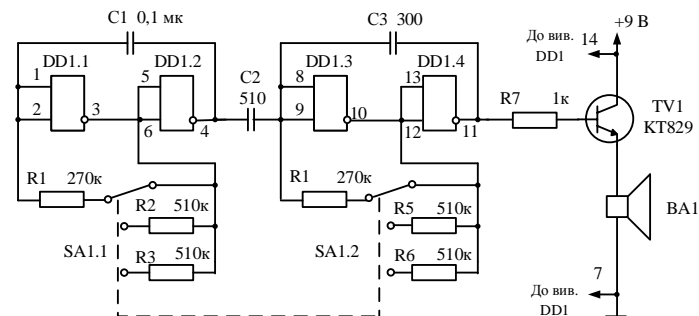 C1 0,1 мк
C3 300
До вив.
14
DD1
+9 В
DD1.1
DD1.2
C2
510
DD1.3
DD1.4
1
2
3
5
6
4
8
9
10
13
12
11
R7 1к
TV1
КТ829
R1 270к
R2 510к
R3 510к
SA1.1
R1 270к
R5 510к
R6 510к
SA1.2
BA1
7
До вив.
DD1